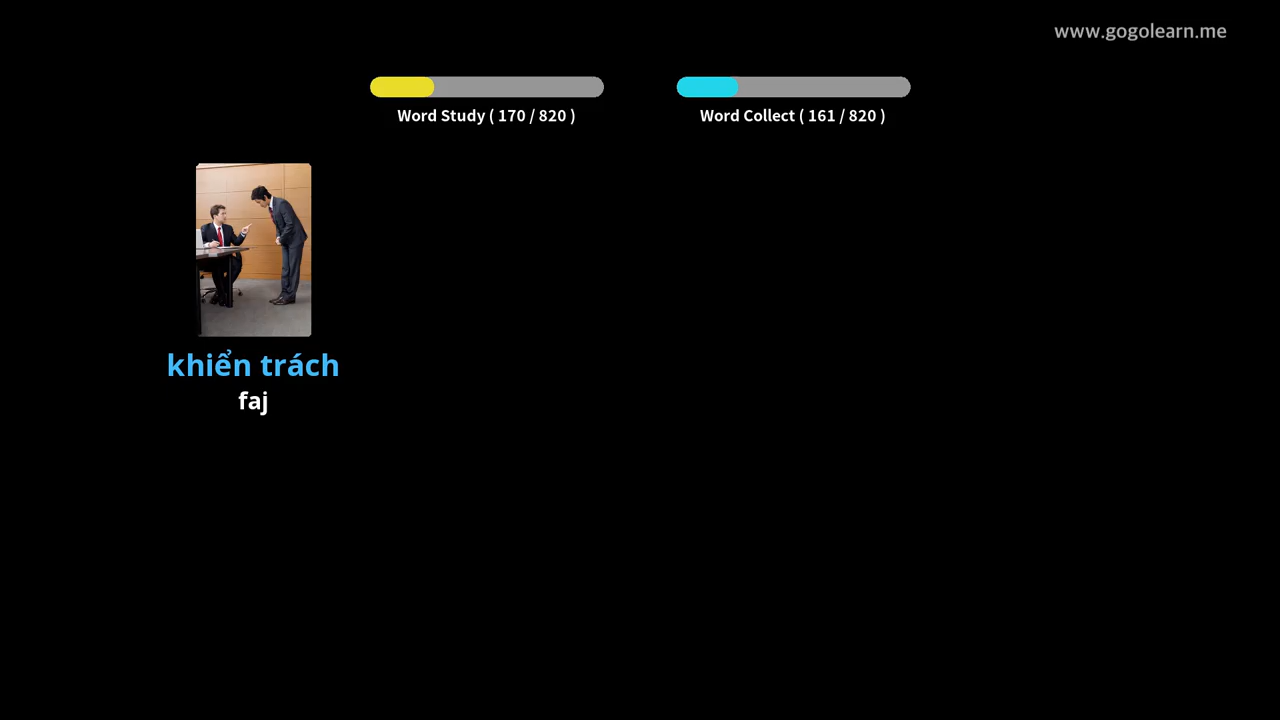 www.gogolearn.me
Word Study ( 170 / 820 )
Word Collect ( 161 / 820 )
khiển trách
faj